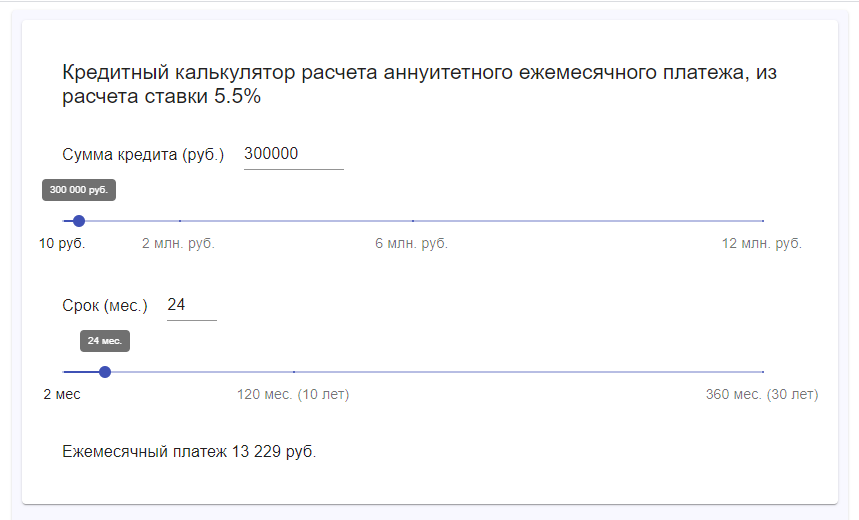 Кредитный калькулятор расчета аннуитетного ежемесячного платежа, из
расчета ставки 5.5%
Сумма кредита (руб.) 300000
300 000 руб.
10 руб. 2 млн. руб. 6 млн. руб. 12 млн. руб.
Срок (мес.) 24
24 мес.
2 мес 120 мес. (10 лет) 360 мес. (30 лет)
Ежемесячный платеж 13 229 руб.